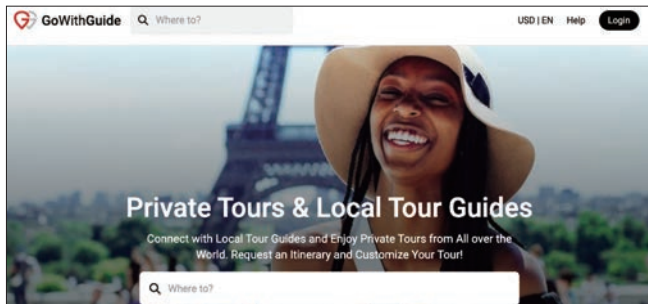 GoWithGuide
Where to?
USD | EN
Help
Login
Private Tours & Local Tour Guides
Connect with Local Tour Guides and Enjoy Private Tours from All over the
World. Request an Itinerary and Customize Your Tour!
Where to?